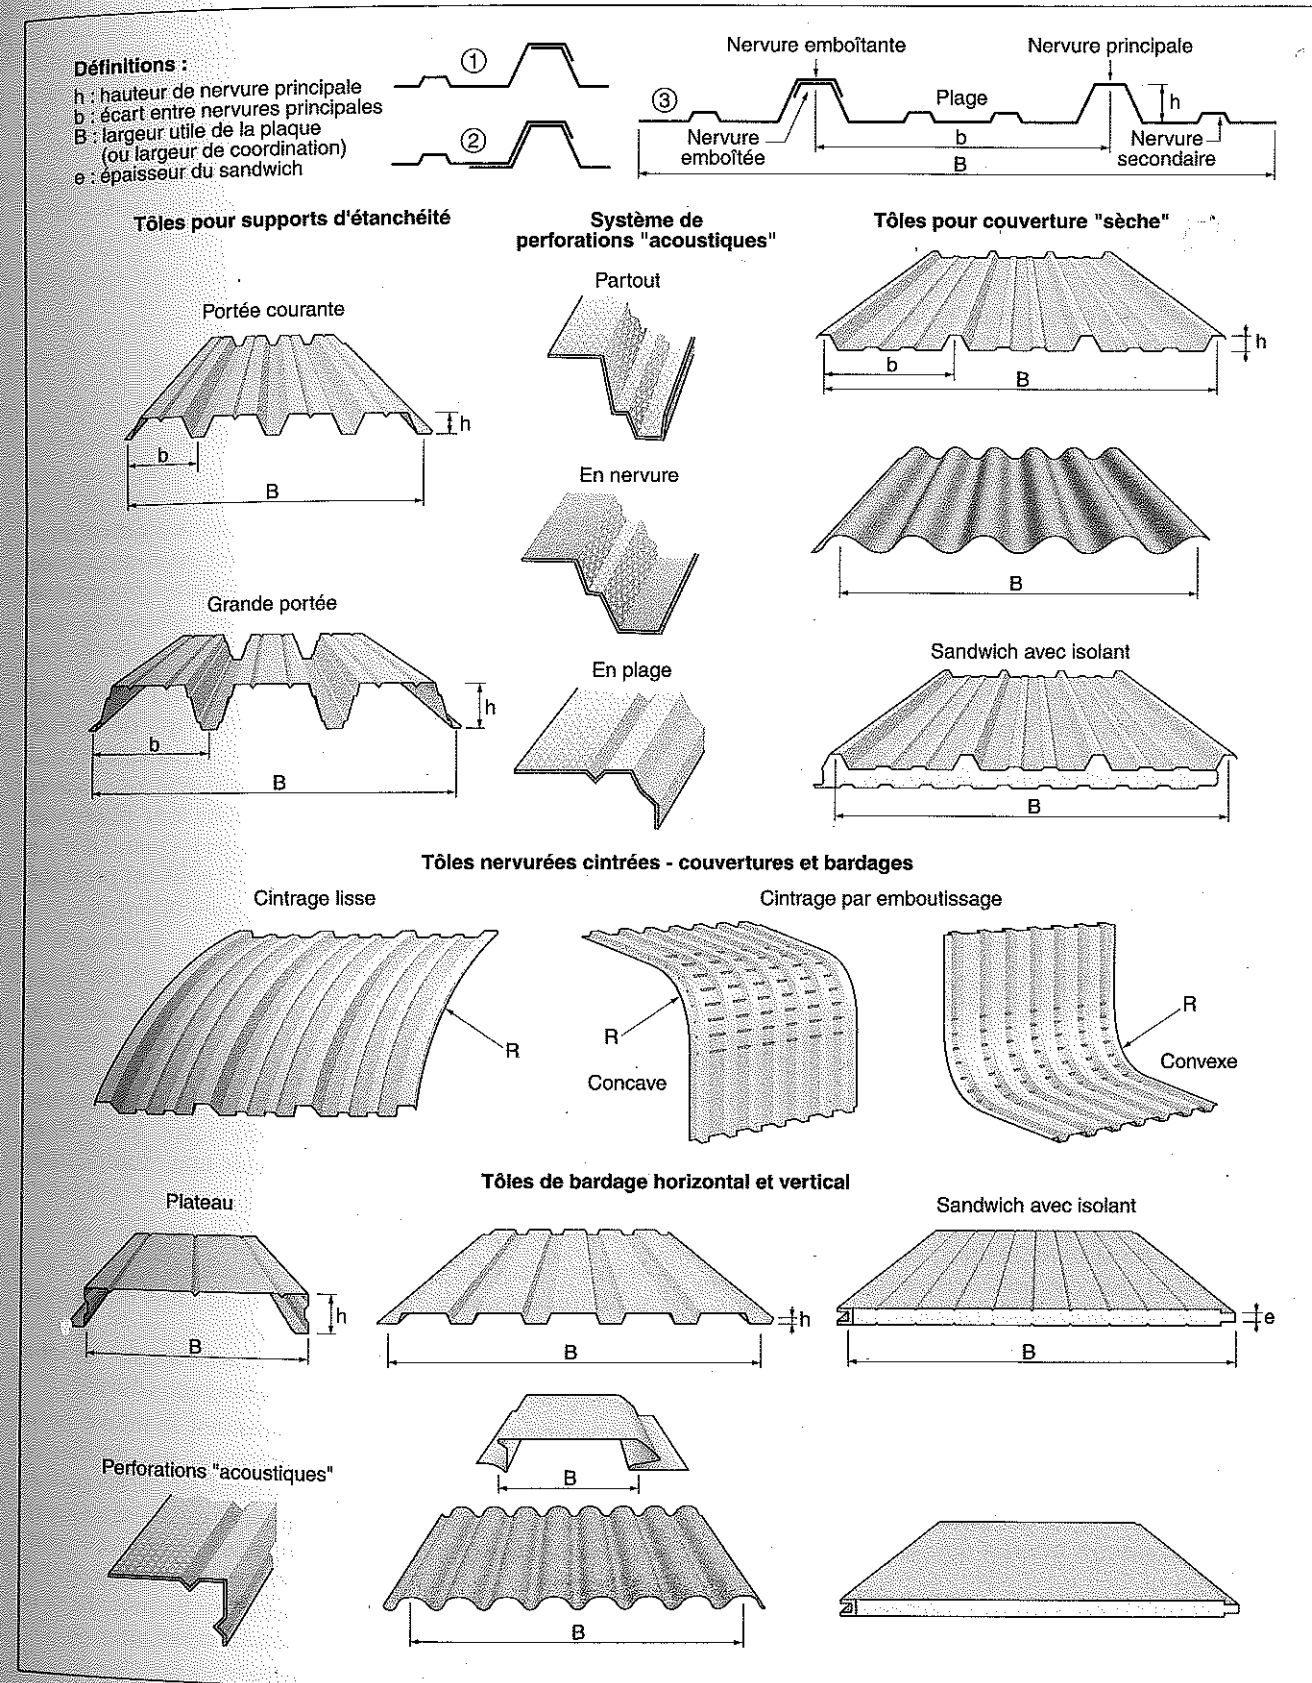 Définitions :
h : hauteur de nervure principale
b : écart entre nervures principales
B : largeur utile de la plaque
(ou largeur de coordination)
e : épaisseur du sandwich
1
2
3
Nervure emboîtante
Nervure principale
Plage
h
Nervure
emboîtée
b
Nervure
secondaire
B
Tôles pour supports d'étanchéité
Système de
perforations "acoustiques"
Tôles pour couverture "sèche"
Portée courante
h
b
B
Grande portée
h
b
B
Partout
En nervure
En plage
h
b
B
B
Sandwich avec isolant
B
Tôles nervurées cintrées - couvertures et bardages
Cintrage lisse
R
Cintrage par emboutissage
R
Concave
R
Convexe
Tôles de bardage horizontal et vertical
Plateau
h
B
h
B
Sandwich avec isolant
e
B
B
Perforations "acoustiques"
B